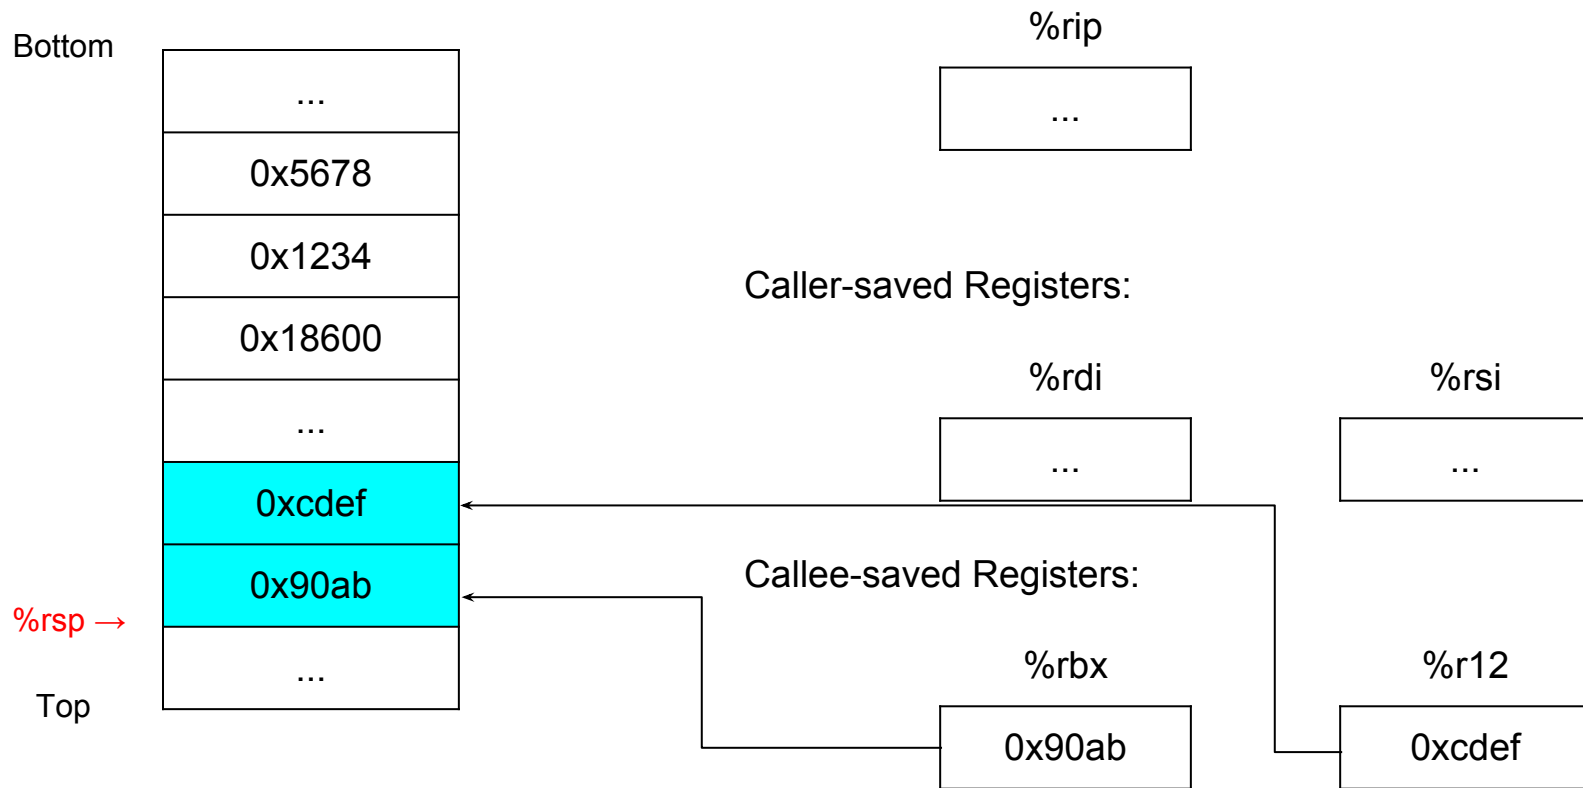 Bottom
...
0x5678
0x1234
0x18600
...
0xcdef
0x90ab
%rsp →
...
Top
%rip
...
Caller-saved Registers:
%rdi
...
%rsi
...
Callee-saved Registers:
%rbx
0x90ab
%r12
0xcdef